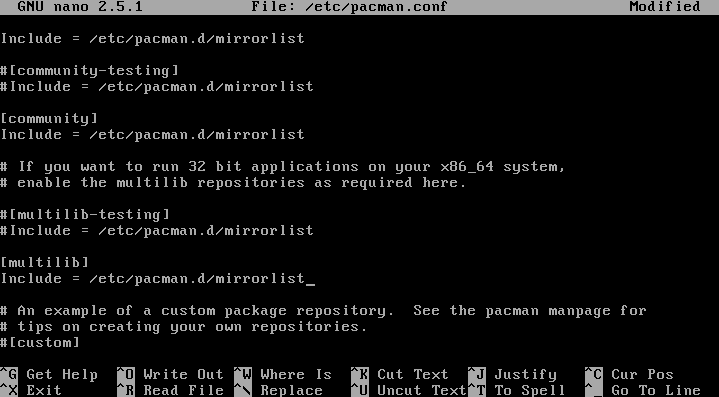 GNU nano 2.5.1 File: /etc/pacman.conf Modified
Include = /etc/pacman.d/mirrorlist
#[community-testing]
#Include = /etc/pacman.d/mirrorlist
[community]
Include = /etc/pacman.d/mirrorlist
# If you want to run 32 bit applications on your x86_64 system,
# enable the multilib repositories as required here.
#[multilib-testing]
#Include = /etc/pacman.d/mirrorlist
[multilib]
Include = /etc/pacman.d/mirrorlist_
# An example of a custom package repository.  See the pacman manpage for
# tips on creating your own repositories.
#[custom]
^G Get Help ^O Write Out ^W Where Is ^K Cut Text ^J Justify ^C Cur Pos
^X Exit ^R Read File ^\ Replace ^U Uncut Text ^T To Spell ^_ Go To Line